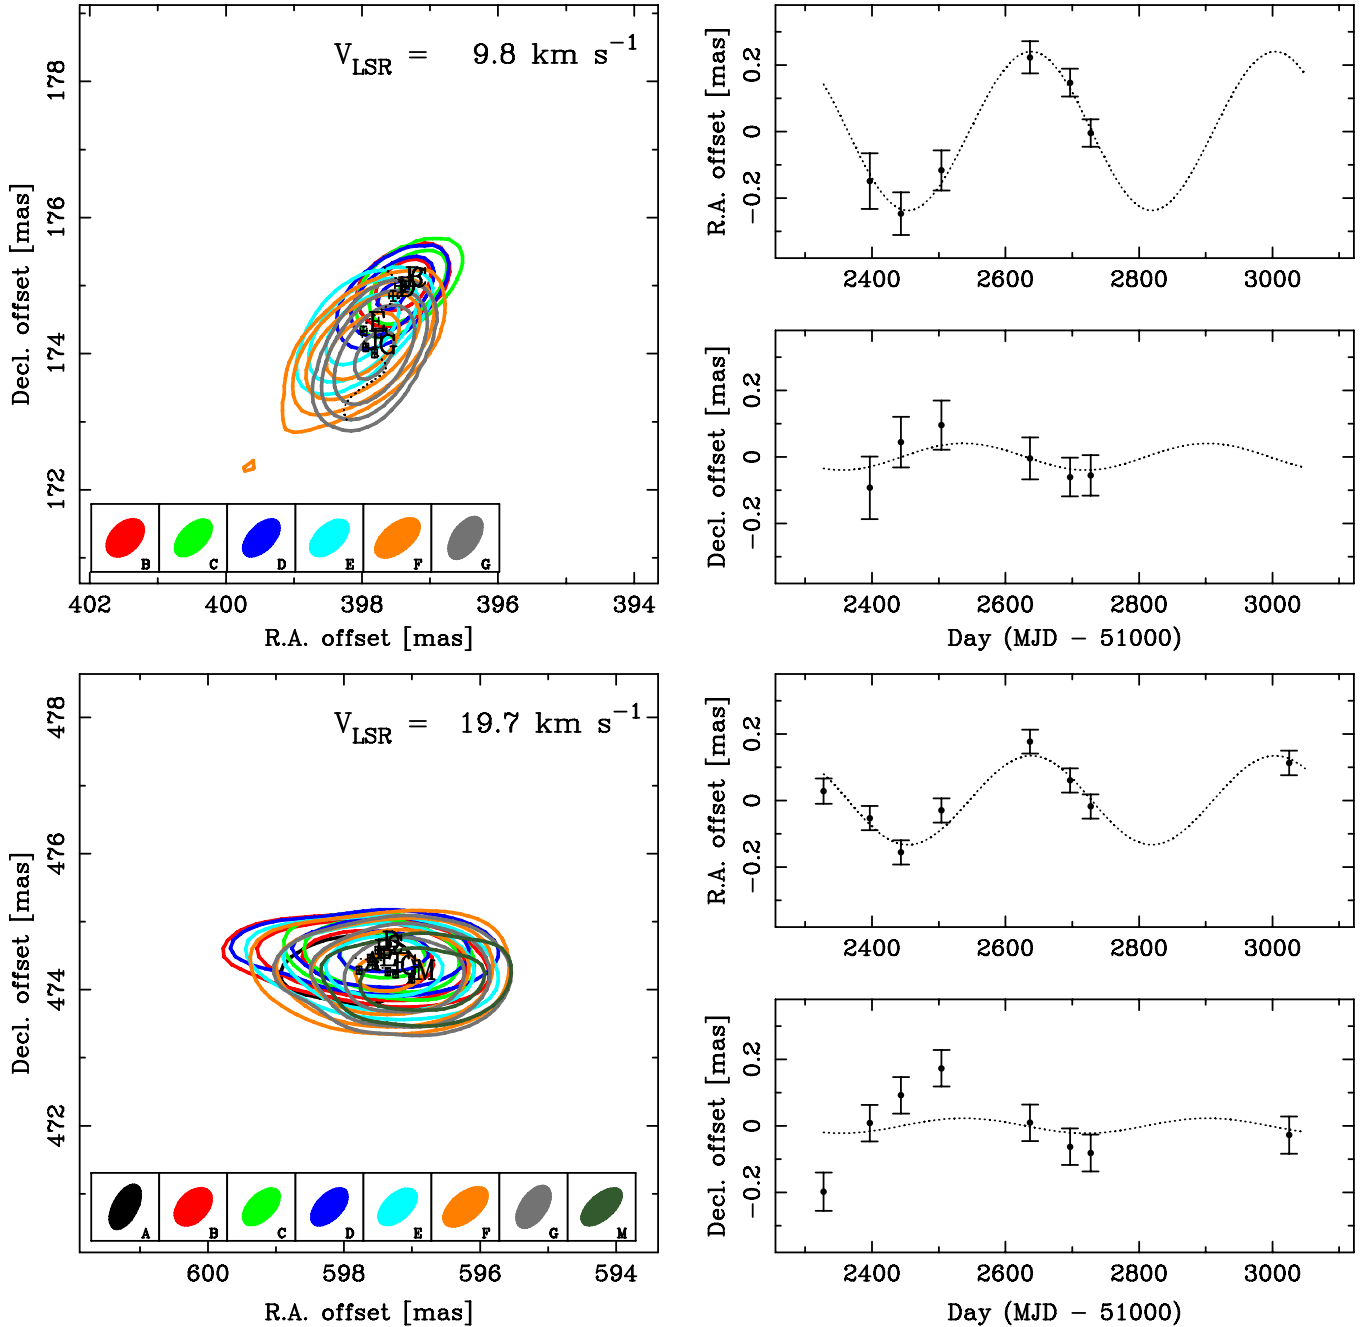 V_LSR = 9.8 km s^−1
Decl. offset [mas]
178
176
174
172
B C D E F G
402 400 398 396 394
R.A. offset [mas]
R.A. offset [mas]
0.2
0
−0.2
2400 2600 2800 3000
Decl. offset [mas]
0.2
0
−0.2
2400 2600 2800 3000
Day (MJD − 51000)
V_LSR = 19.7 km s^−1
Decl. offset [mas]
478
476
474
472
M
A B C D E F G M
600 598 596 594
R.A. offset [mas]
R.A. offset [mas]
0.2
0
−0.2
2400 2600 2800 3000
Decl. offset [mas]
0.2
0
−0.2
2400 2600 2800 3000
Day (MJD − 51000)